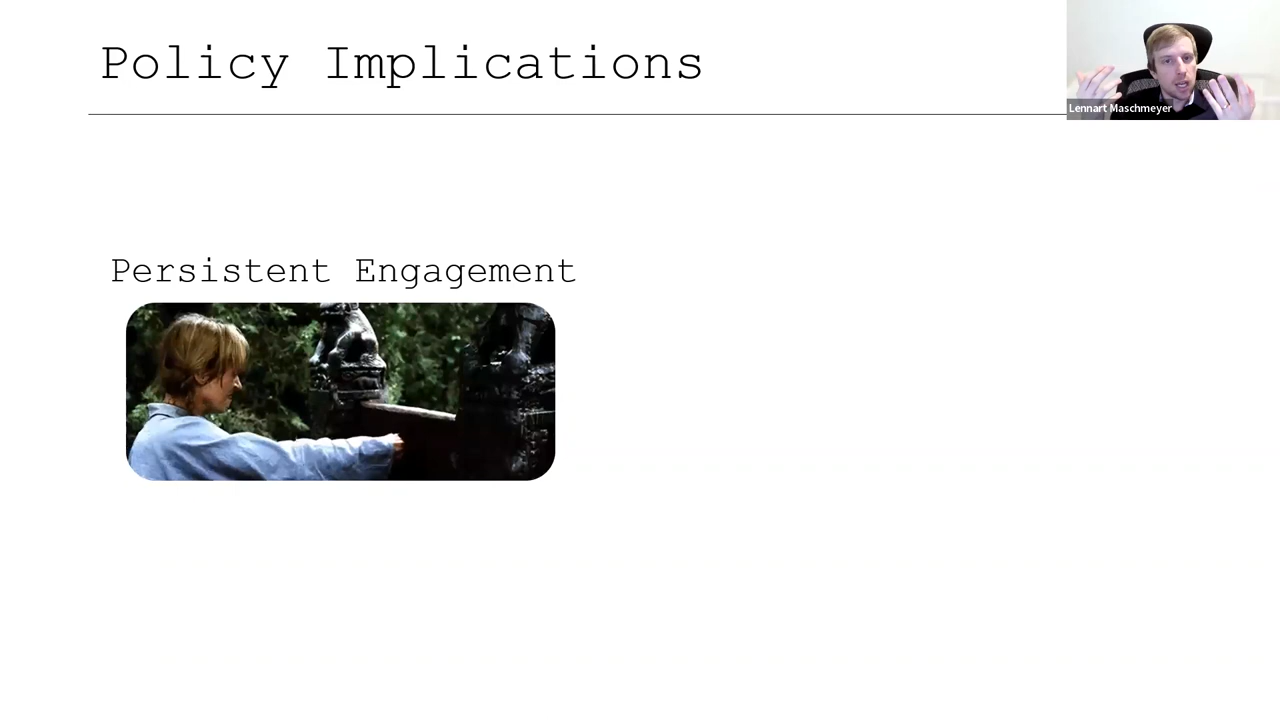 Policy Implications
Lennart Maschmeyer
Persistent Engagement